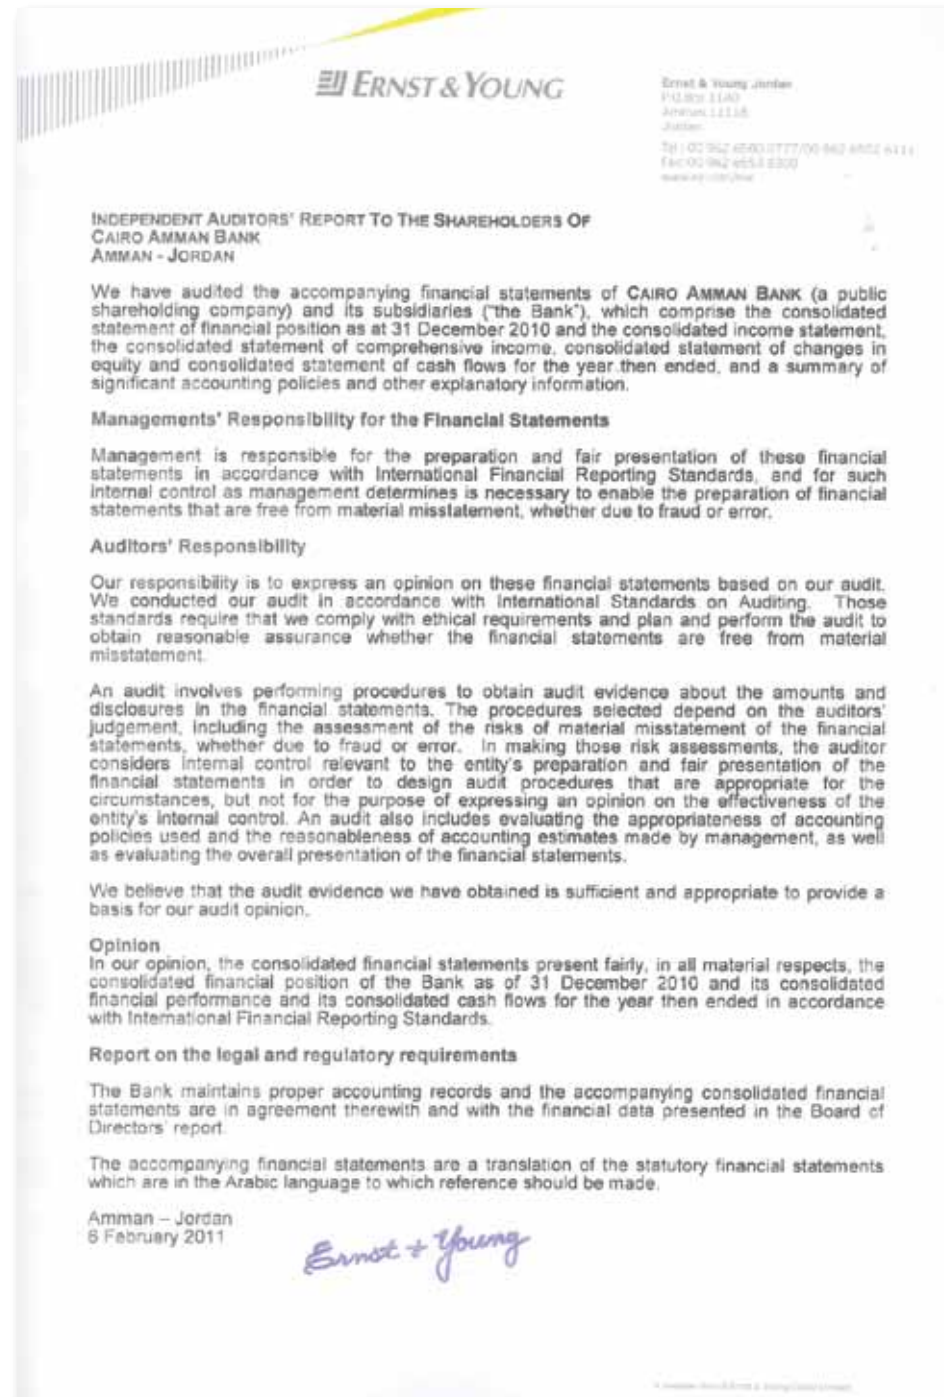 ERNST & YOUNG
Ernst & Young Jordan
P.O.Box 1140
Amman 11118
Jordan
Fax: 00 962 6553 8300
www.ey.com/me
INDEPENDENT AUDITORS' REPORT TO THE SHAREHOLDERS OF
CAIRO AMMAN BANK
AMMAN - JORDAN
We have audited the accompanying financial statements of CAIRO AMMAN BANK (a public
shareholding company) and its subsidiaries ("the Bank"), which comprise the consolidated
statement of financial position as at 31 December 2010 and the consolidated income statement,
the consolidated statement of comprehensive income, consolidated statement of changes in
equity and consolidated statement of cash flows for the year then ended, and a summary of
significant accounting policies and other explanatory information.
Managements' Responsibility for the Financial Statements
Management is responsible for the preparation and fair presentation of these financial
statements in accordance with International Financial Reporting Standards, and for such
internal control as management determines is necessary to enable the preparation of financial
statements that are free from material misstatement, whether due to fraud or error.
Auditors' Responsibility
Our responsibility is to express an opinion on these financial statements based on our audit.
We conducted our audit in accordance with International Standards on Auditing. Those
standards require that we comply with ethical requirements and plan and perform the audit to
obtain reasonable assurance whether the financial statements are free from material
misstatement.
An audit involves performing procedures to obtain audit evidence about the amounts and
disclosures in the financial statements. The procedures selected depend on the auditors'
judgement, including the assessment of the risks of material misstatement of the financial
statements, whether due to fraud or error. In making those risk assessments, the auditor
considers internal control relevant to the entity's preparation and fair presentation of the
financial statements in order to design audit procedures that are appropriate for the
circumstances, but not for the purpose of expressing an opinion on the effectiveness of the
entity's internal control. An audit also includes evaluating the appropriateness of accounting
policies used and the reasonableness of accounting estimates made by management, as well
as evaluating the overall presentation of the financial statements.
We believe that the audit evidence we have obtained is sufficient and appropriate to provide a
basis for our audit opinion.
Opinion
In our opinion, the consolidated financial statements present fairly, in all material respects, the
consolidated financial position of the Bank as of 31 December 2010 and its consolidated
financial performance and its consolidated cash flows for the year then ended in accordance
with International Financial Reporting Standards.
Report on the legal and regulatory requirements
The Bank maintains proper accounting records and the accompanying consolidated financial
statements are in agreement therewith and with the financial data presented in the Board of
Directors' report.
The accompanying financial statements are a translation of the statutory financial statements
which are in the Arabic language to which reference should be made.
Amman – Jordan
6 February 2011
Ernst + Young